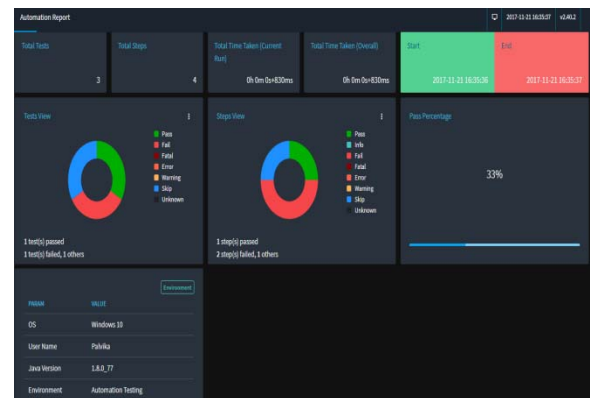 Automation Report
2017-11-21 16:35:37 v2.40.2
Total Tests
3
Total Steps
4
Total Time Taken (Current Run)
0h 0m 0s+830ms
Total Time Taken (Overall)
0h 0m 0s+830ms
Start
2017-11-21 16:35:36
End
2017-11-21 16:35:37
Tests View
Pass
Fail
Fatal
Error
Warning
Skip
Unknown
1 test(s) passed
1 test(s) failed, 1 others
Steps View
Pass
Info
Fail
Fatal
Error
Warning
Skip
Unknown
1 step(s) passed
2 step(s) failed, 1 others
Pass Percentage
33%
Environment
PARAM VALUE
OS Windows 10
User Name Palvika
Java Version 1.8.0_77
Environment Automation Testing